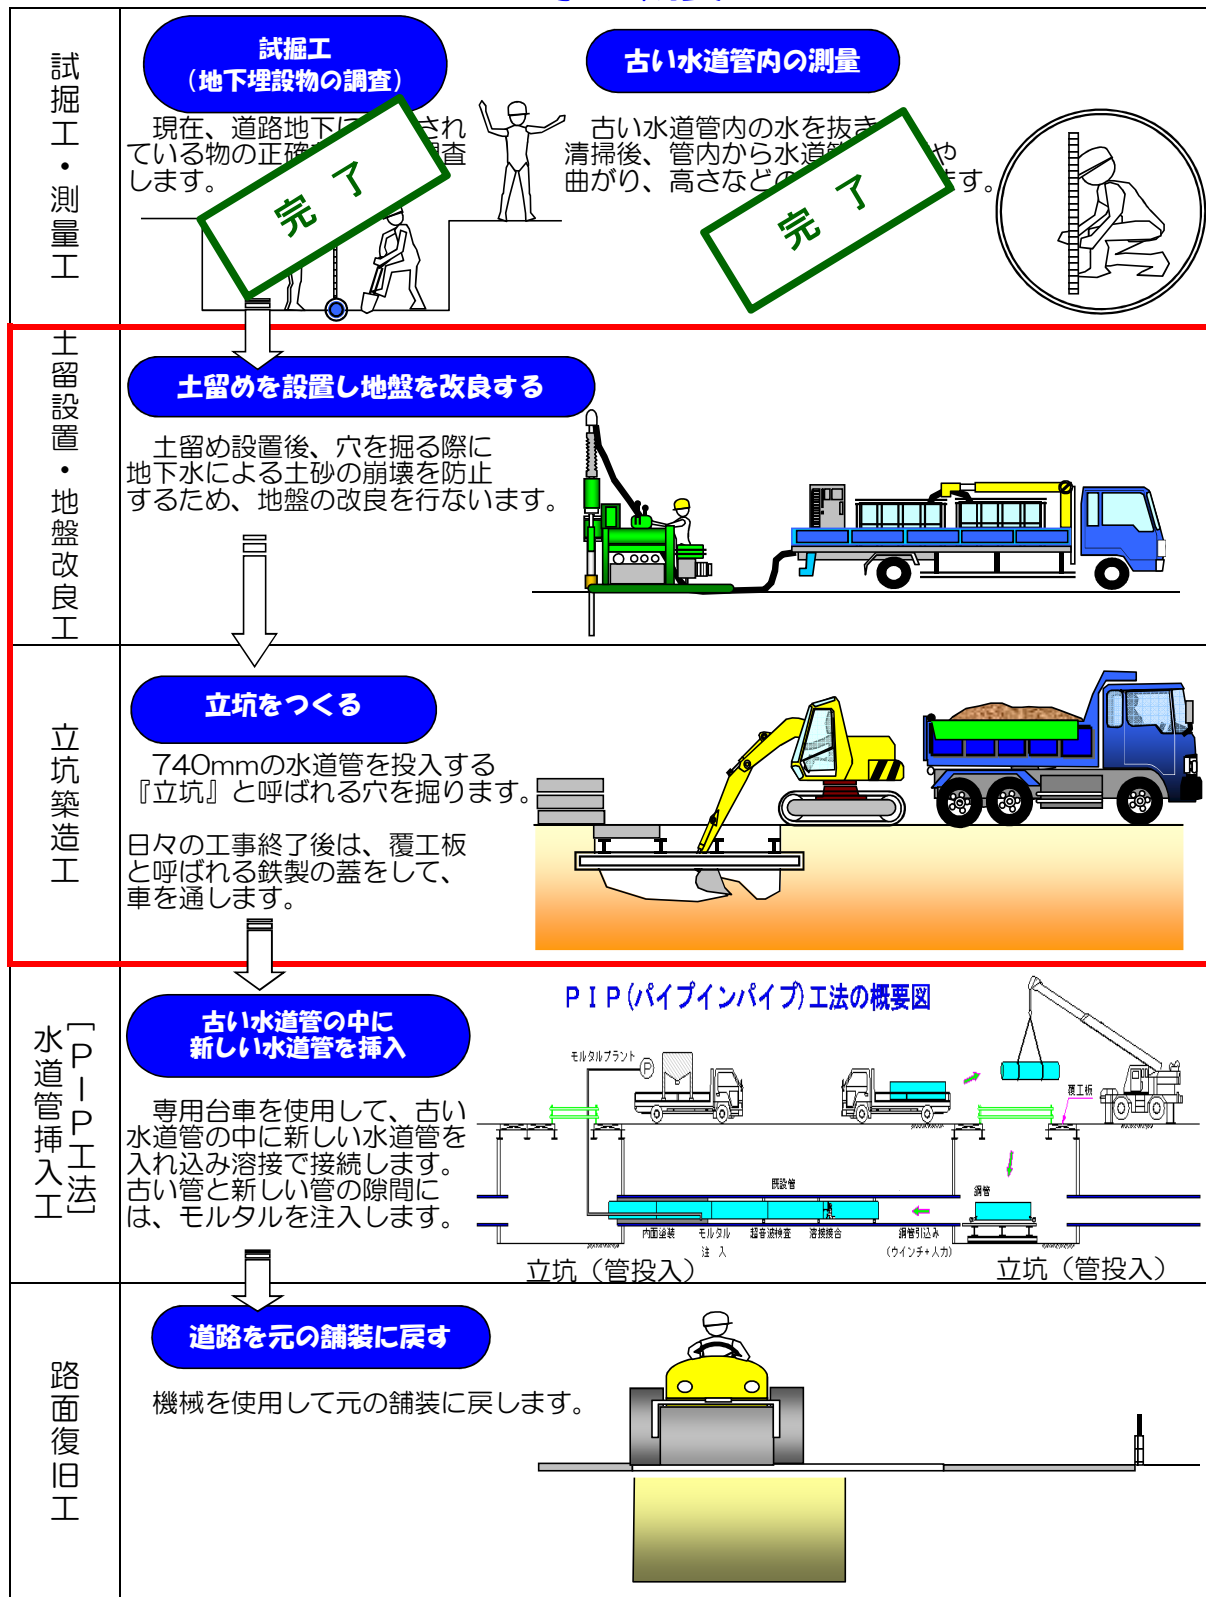 試掘工・測量工
試掘工
（地下埋設物の調査）
現在、道路地下に
され
ている物の正確
調査
します。
完了
古い水道管内の測量
古い水道管内の水を抜き
清掃後、管内から水道管
や
曲がり、高さなどの
ます。
完了
土留設置・地盤改良工
土留めを設置し地盤を改良する
土留め設置後、穴を掘る際に
地下水による土砂の崩壊を防止
するため、地盤の改良を行ないます。
立坑築造工
立坑をつくる
740mmの水道管を投入する
『立坑』と呼ばれる穴を掘ります。
日々の工事終了後は、覆工板
と呼ばれる鉄製の蓋をして、
車を通します。
水道管挿入工
［PIP工法］
古い水道管の中に
新しい水道管を挿入
専用台車を使用して、古い
水道管の中に新しい水道管を
入れ込み溶接で接続します。
古い管と新しい管の隙間に
は、モルタルを注入します。
ＰＩＰ(パイプインパイプ)工法の概要図
モルタルプラント
P
覆工板
既設管
鋼管
内面塗装
モルタル
注入
超音波検査
溶接接合
鋼管引込み
(ウインチ+人力)
立坑（管投入）
立坑（管投入）
路面復旧工
道路を元の舗装に戻す
機械を使用して元の舗装に戻します。